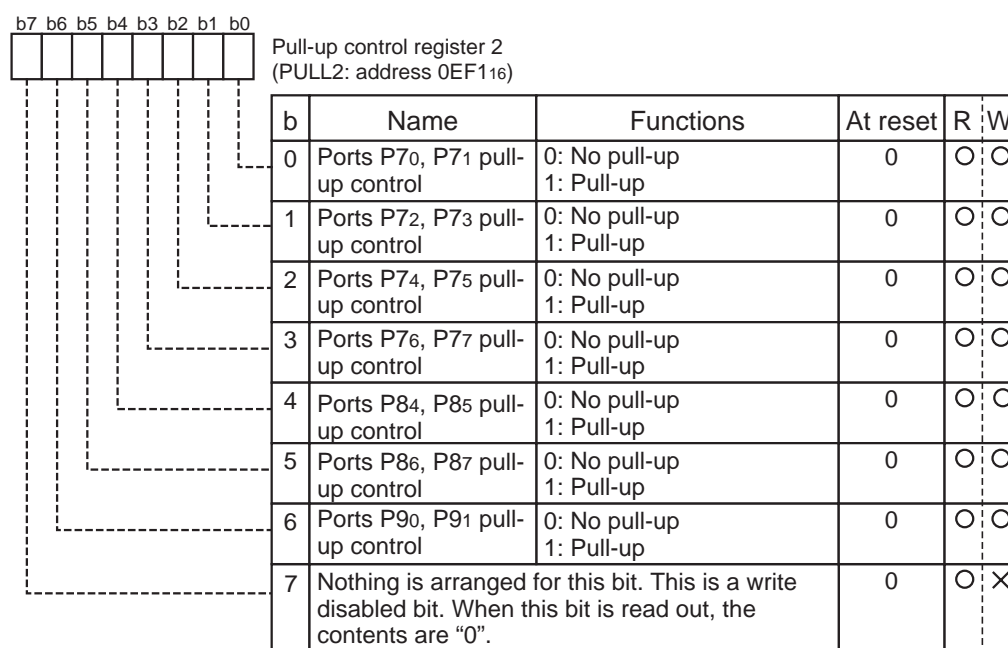 b7 b6 b5 b4 b3 b2 b1 b0
Pull-up control register 2
(PULL2: address 0EF116)
b Name Functions At reset R W
0 Ports P70, P71 pull- 0: No pull-up 0 O O
up control 1: Pull-up
1 Ports P72, P73 pull- 0: No pull-up 0 O O
up control 1: Pull-up
2 Ports P74, P75 pull- 0: No pull-up 0 O O
up control 1: Pull-up
3 Ports P76, P77 pull- 0: No pull-up 0 O O
up control 1: Pull-up
4 Ports P84, P85 pull- 0: No pull-up 0 O O
up control 1: Pull-up
5 Ports P86, P87 pull- 0: No pull-up 0 O O
up control 1: Pull-up
6 Ports P90, P91 pull- 0: No pull-up 0 O O
up control 1: Pull-up
7 Nothing is arranged for this bit. This is a write 0 O ×
disabled bit. When this bit is read out, the
contents are “0”.